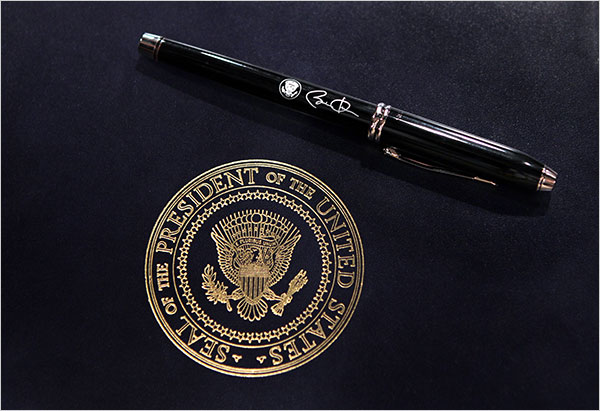 SEAL OF THE PRESIDENT OF THE UNITED STATES